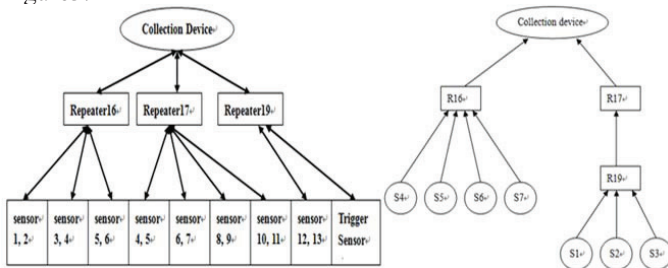 Collection Device
Repeater16
Repeater17
Repeater19
sensor 1, 2
sensor 3, 4
sensor 5, 6
sensor 4, 5
sensor 6, 7
sensor 8, 9
sensor 10, 11
sensor 12, 13
Trigger Sensor
Collection device
R16
R17
R19
S4
S5
S6
S7
S1
S2
S3